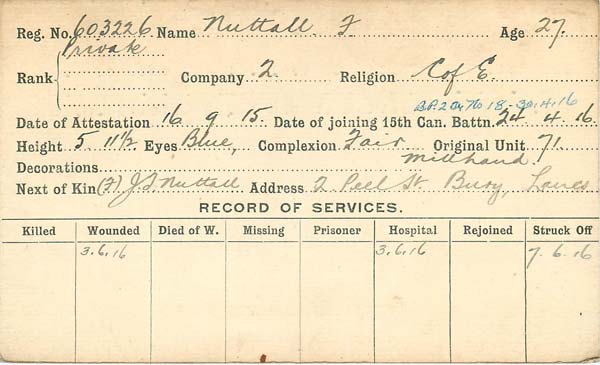 Reg. No. 603226 Name Nuttall F Age 27.
Private
Rank Company 2 Religion C of E.
18-20.4.16
Date of Attestation 16 9 15. Date of joining 15th Can. Battn. 24 4 16.
Height 5 11½ Eyes Blue, Complexion Fair Original Unit 71.
Decorations Millhand
Next of Kin (F) J. F Nuttall Address 2 Peel St Bury, Lancs
RECORD OF SERVICES.
Killed Wounded Died of W. Missing Prisoner Hospital Rejoined Struck Off
3.6.16 3.6.16 7.6.16